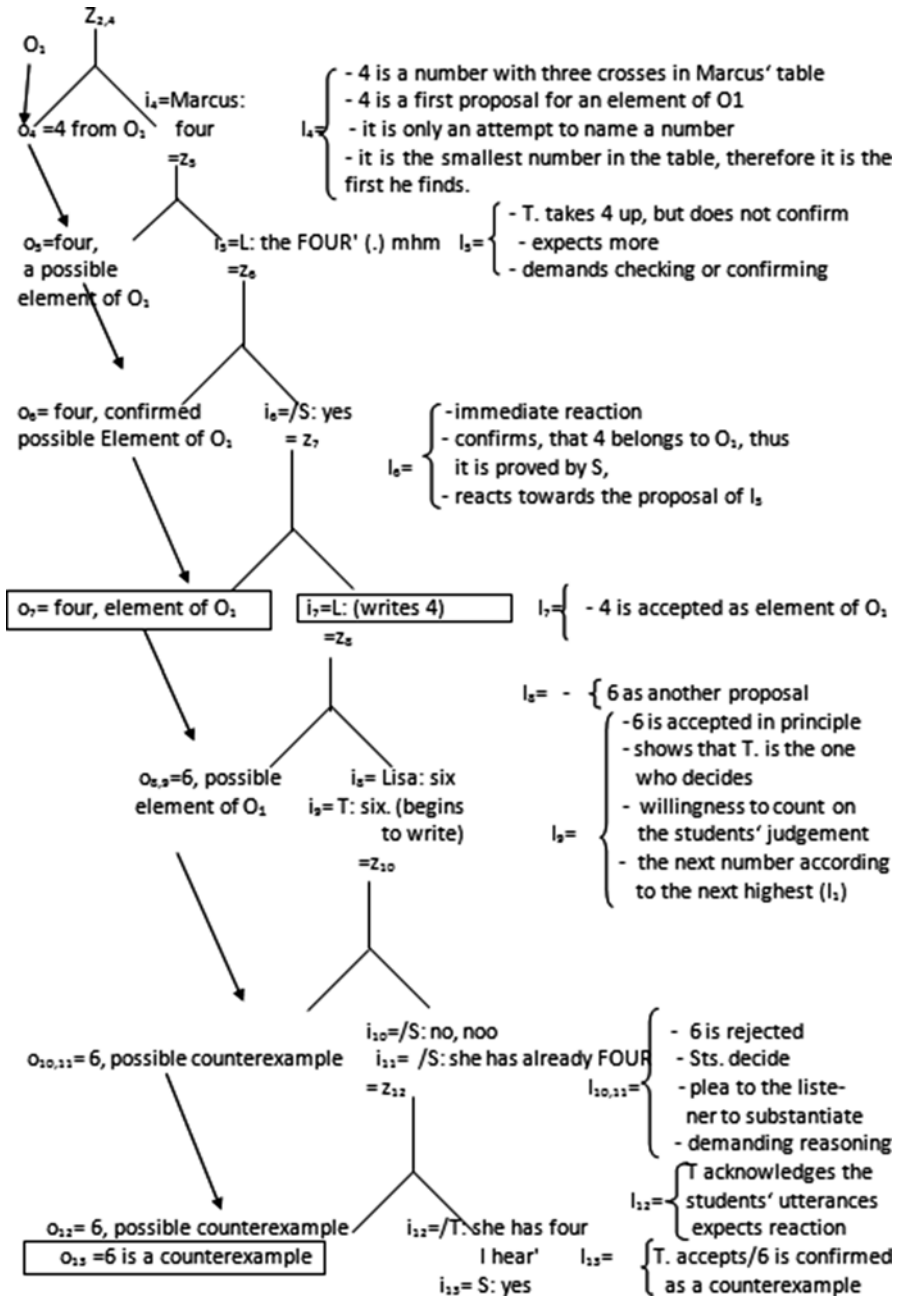 Z₂,₄
O₁
i₄=Marcus:
four
o₄ =4 from O₁
=z₅
I₄=
- 4 is a number with three crosses in Marcus‘ table
- 4 is a first proposal for an element of O1
- it is only an attempt to name a number
- it is the smallest number in the table, therefore it is the
first he finds.
o₅=four,
a possible
element of O₁
i₅=L: the FOUR' (.) mhm
=z₆
I₅=
- T. takes 4 up, but does not confirm
- expects more
- demands checking or confirming
o₆= four, confirmed
possible Element of O₁
i₆=/S: yes
= z₇
I₆=
-immediate reaction
- confirms, that 4 belongs to O₁, thus
it is proved by S,
- reacts towards the proposal of I₅
o₇= four, element of O₁
i₇=L: (writes 4)
=z₈
I₇=
- 4 is accepted as element of O₁
I₈= - { 6 as another proposal
o₈,₉=6, possible
element of O₁
i₈= Lisa: six
i₉= T: six. (begins
to write)
=z₁₀
I₉=
-6 is accepted in principle
- shows that T. is the one
who decides
- willingness to count on
the students‘ judgement
- the next number according
to the next highest (I₁)
o₁₀,₁₁= 6, possible counterexample
i₁₀=/S: no, noo
i₁₁= /S: she has already FOUR
= z₁₂
I₁₀,₁₁=
- 6 is rejected
- Sts. decide
- plea to the liste-
ner to substantiate
- demanding reasoning
o₁₂= 6, possible counterexample
o₁₃ =6 is a counterexample
i₁₂=/T: she has four
I hear'
i₁₃= S: yes
I₁₂=
T acknowledges the
students‘ utterances
expects reaction
I₁₃=
T. accepts/6 is confirmed
as a counterexample